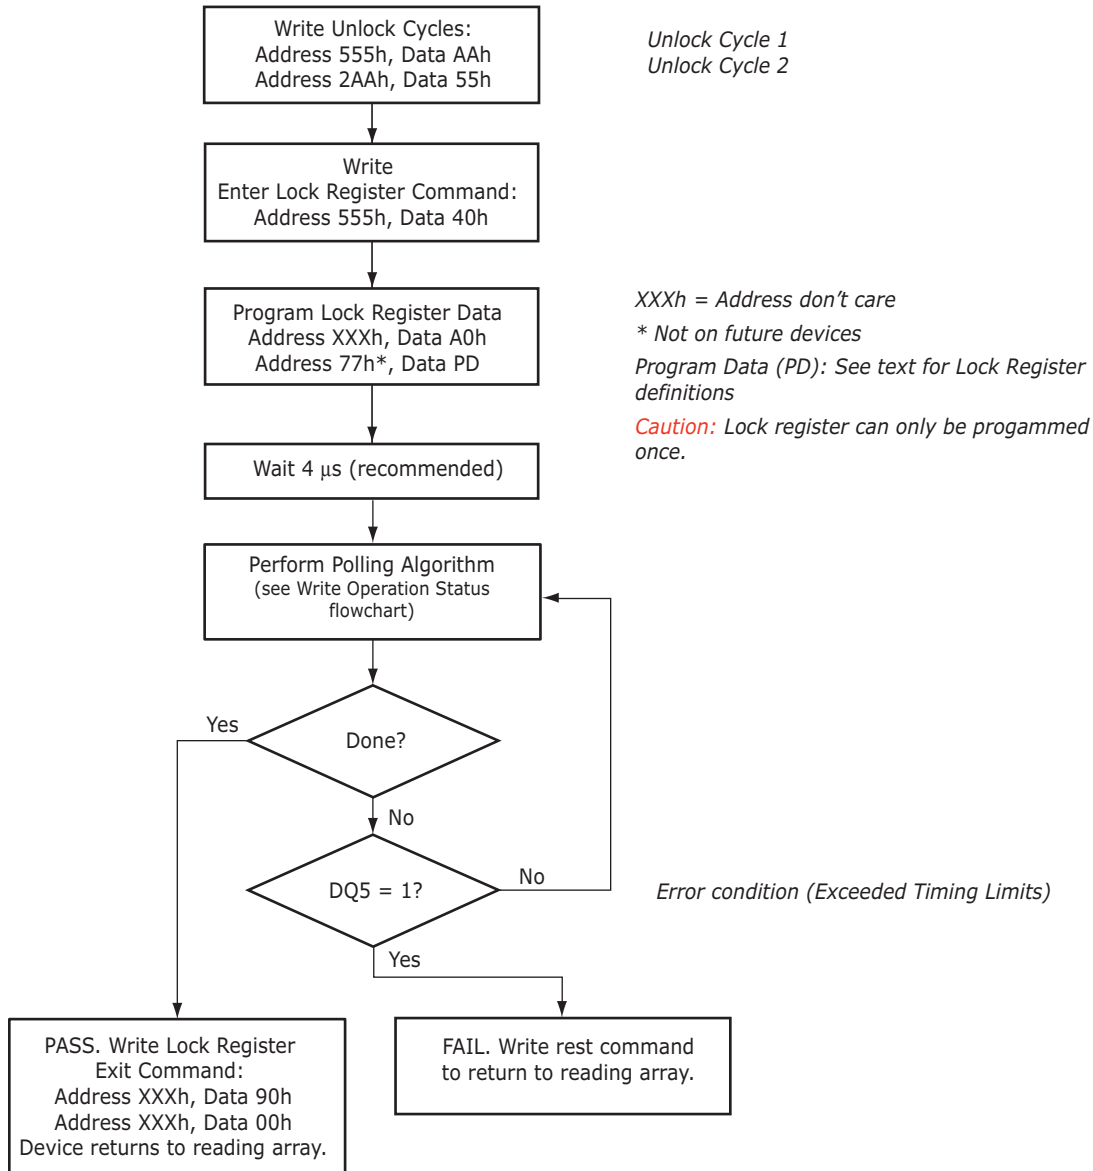 Write Unlock Cycles:
Address 555h, Data AAh
Address 2AAh, Data 55h
Unlock Cycle 1
Unlock Cycle 2
Write
Enter Lock Register Command:
Address 555h, Data 40h
Program Lock Register Data
Address XXXh, Data A0h
Address 77h*, Data PD
XXXh = Address don't care
* Not on future devices
Program Data (PD): See text for Lock Register
definitions
Caution: Lock register can only be progammed
once.
Wait 4 μs (recommended)
Perform Polling Algorithm
(see Write Operation Status
flowchart)
Yes
Done?
No
DQ5 = 1?
No
Error condition (Exceeded Timing Limits)
Yes
PASS. Write Lock Register
Exit Command:
Address XXXh, Data 90h
Address XXXh, Data 00h
Device returns to reading array.
FAIL. Write rest command
to return to reading array.